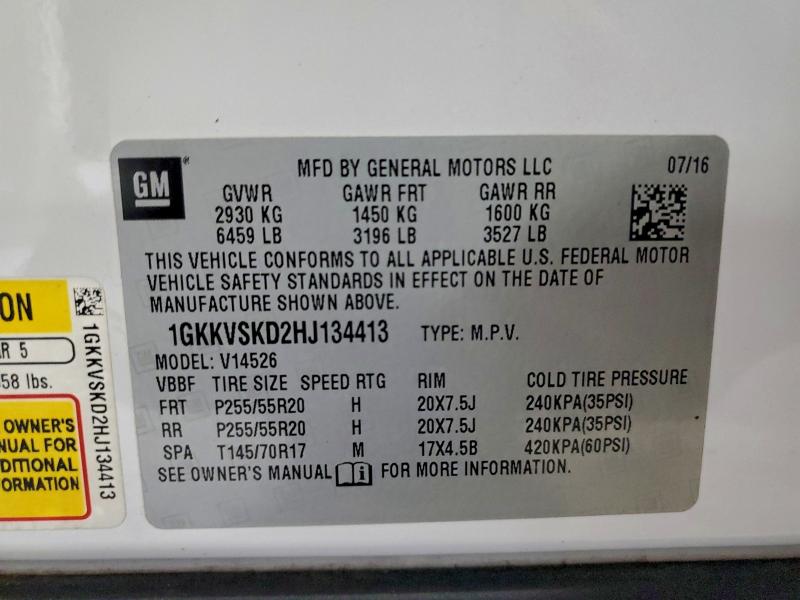 GM
MFD BY GENERAL MOTORS LLC 07/16
GVWR GAWR FRT GAWR RR
2930 KG 1450 KG 1600 KG
6459 LB 3196 LB 3527 LB
THIS VEHICLE CONFORMS TO ALL APPLICABLE U.S. FEDERAL MOTOR
VEHICLE SAFETY STANDARDS IN EFFECT ON THE DATE OF
MANUFACTURE SHOWN ABOVE.
1GKKVSKD2HJ134413 TYPE: M.P.V.
MODEL: V14526
VBBF TIRE SIZE SPEED RTG RIM COLD TIRE PRESSURE
FRT P255/55R20 H 20X7.5J 240KPA(35PSI)
RR P255/55R20 H 20X7.5J 240KPA(35PSI)
SPA T145/70R17 M 17X4.5B 420KPA(60PSI)
SEE OWNER'S MANUAL FOR MORE INFORMATION.
ON
R 5
58 lbs.
OWNER'S
NUAL FOR
DITIONAL
ORMATION
1GKKVSKD2HJ134413